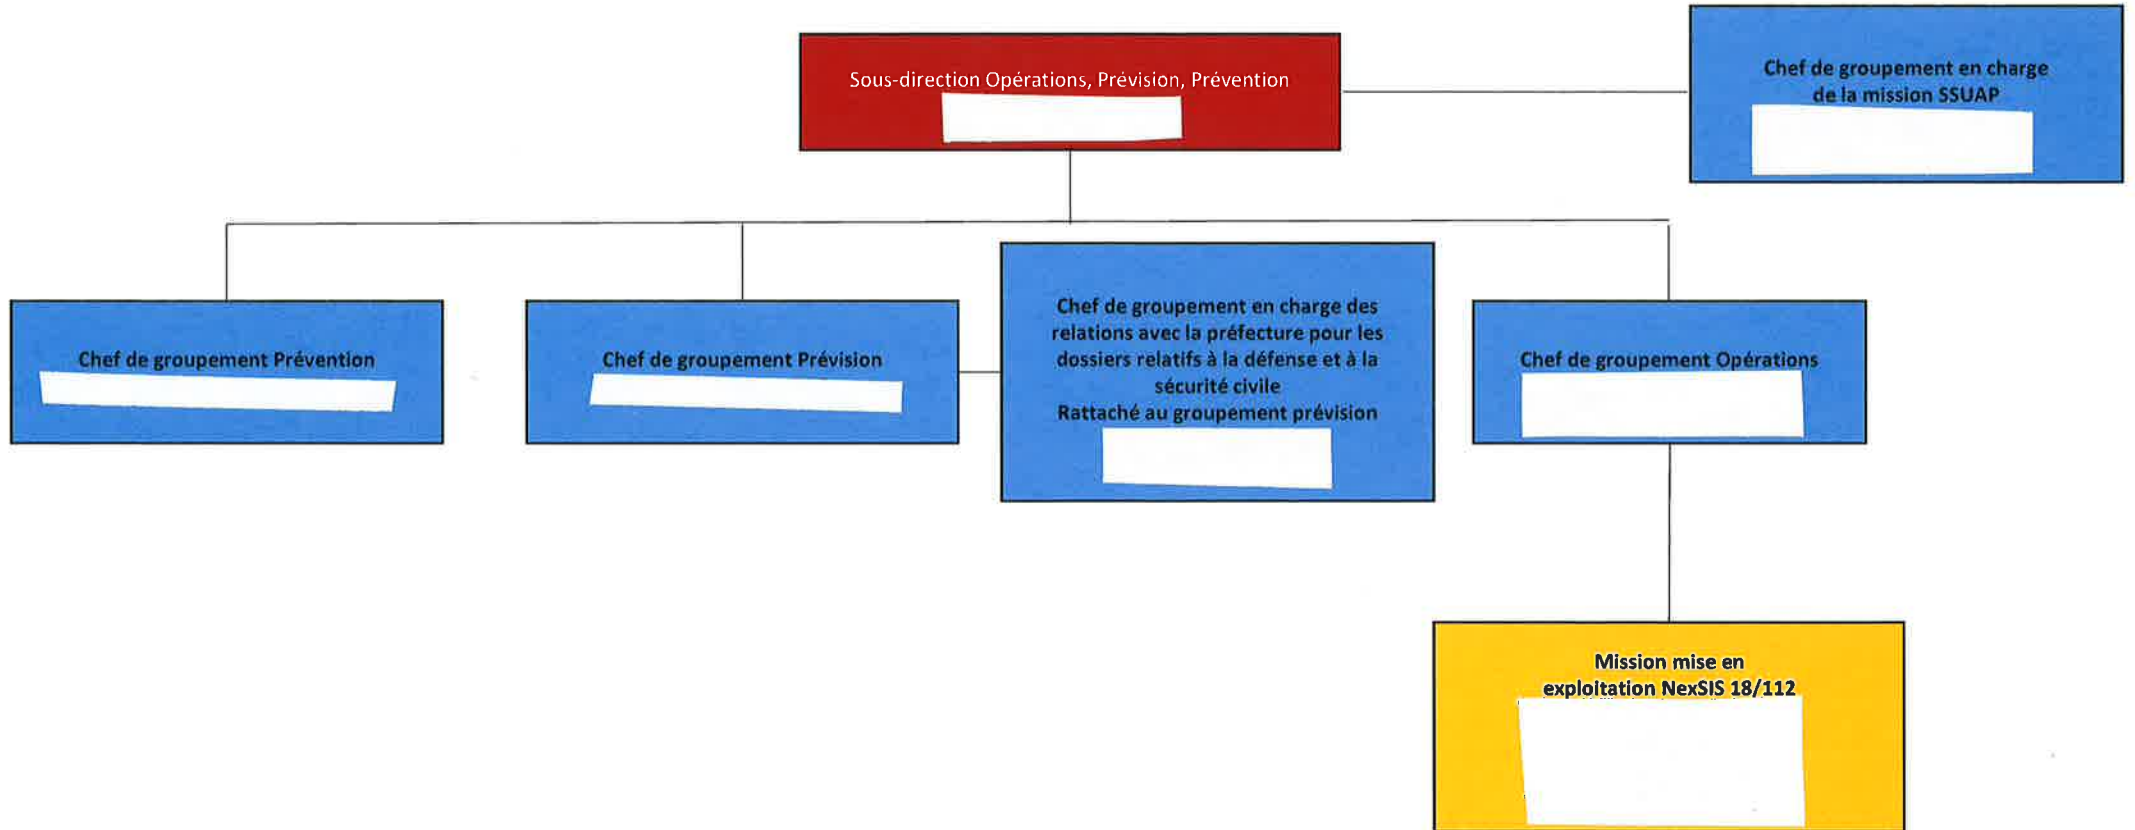 Sous-direction Opérations, Prévision, Prévention
Chef de groupement en charge
de la mission SSUAP
Chef de groupement Prévention
Chef de groupement Prévision
Chef de groupement en charge des
relations avec la préfecture pour les
dossiers relatifs à la défense et à la
sécurité civile
Rattaché au groupement prévision
Chef de groupement Opérations
Mission mise en
exploitation NexSIS 18/112